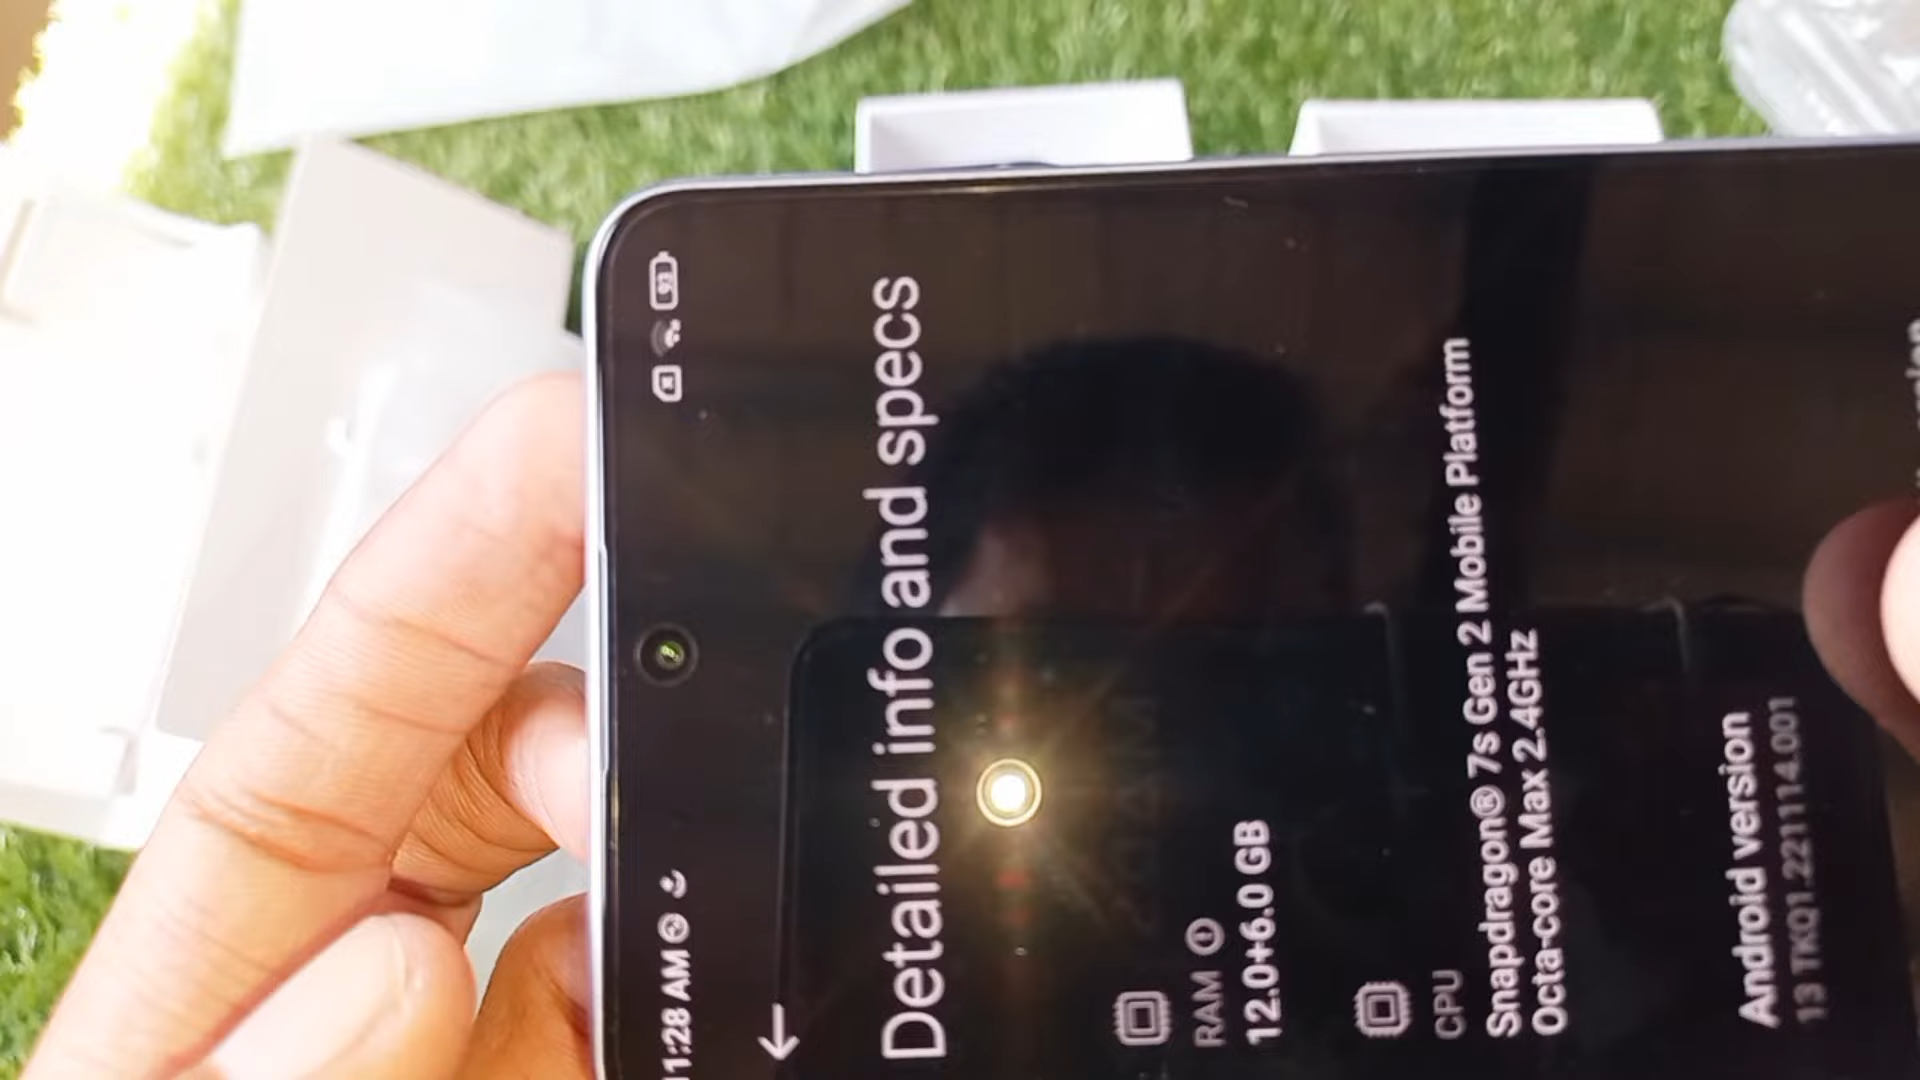 11:28 AM
93
Detailed info and specs
RAM
12.0+6.0 GB
CPU
Snapdragon® 7s Gen 2 Mobile Platform
Octa-core Max 2.4GHz
Android version
13 TKQ1.221114.001